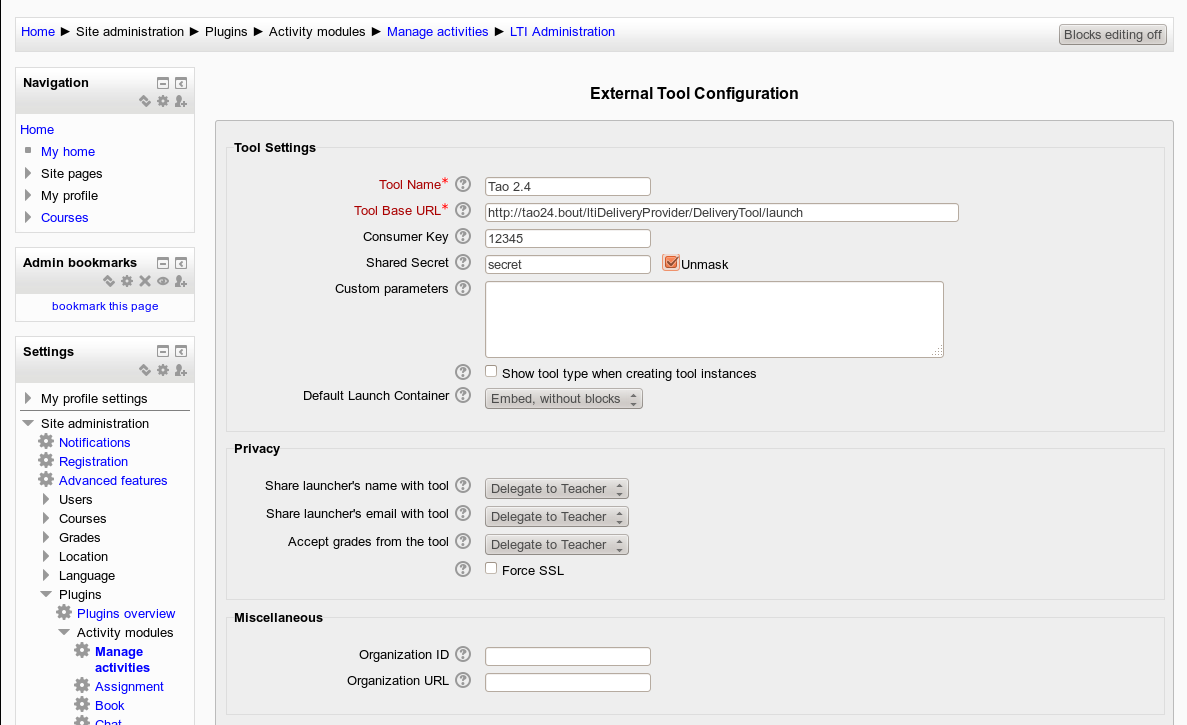 Home ► Site administration ► Plugins ► Activity modules ► Manage activities ► LTI Administration
Blocks editing off
Navigation
Home
My home
Site pages
My profile
Courses
Admin bookmarks
bookmark this page
Settings
My profile settings
Site administration
Notifications
Registration
Advanced features
Users
Courses
Grades
Location
Language
Plugins
Plugins overview
Activity modules
Manage
activities
Assignment
Book
Chat
External Tool Configuration
Tool Settings
Tool Name* Tao 2.4
Tool Base URL* http://tao24.bout/ltiDeliveryProvider/DeliveryTool/launch
Consumer Key 12345
Shared Secret secret Unmask
Custom parameters
Show tool type when creating tool instances
Default Launch Container Embed, without blocks
Privacy
Share launcher's name with tool Delegate to Teacher
Share launcher's email with tool Delegate to Teacher
Accept grades from the tool Delegate to Teacher
Force SSL
Miscellaneous
Organization ID
Organization URL